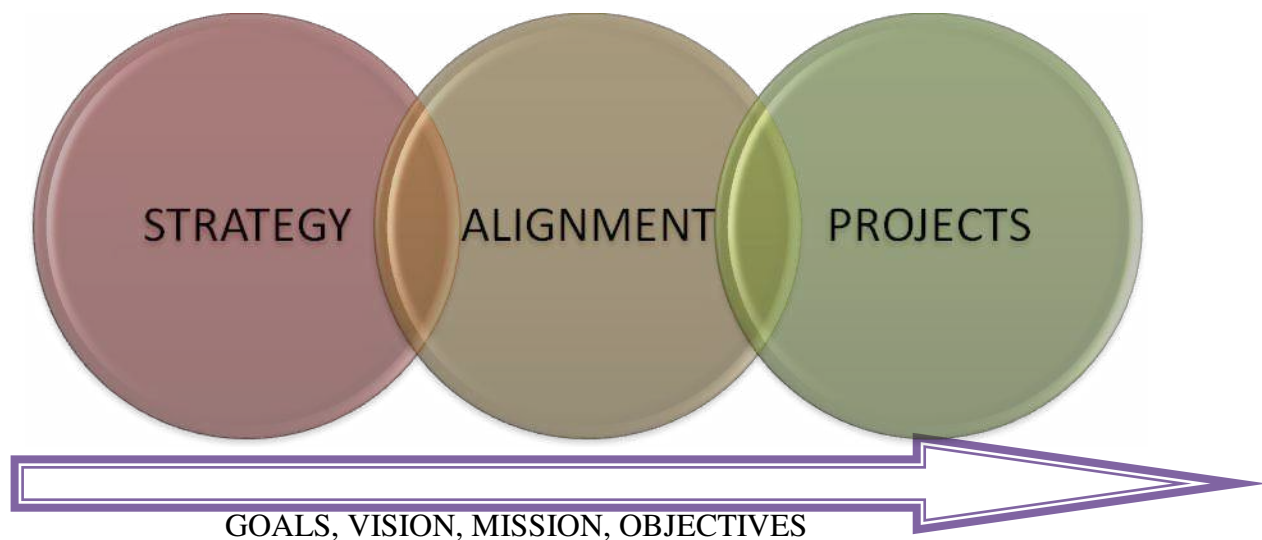 STRATEGY ALIGNMENT PROJECTS
GOALS, VISION, MISSION, OBJECTIVES